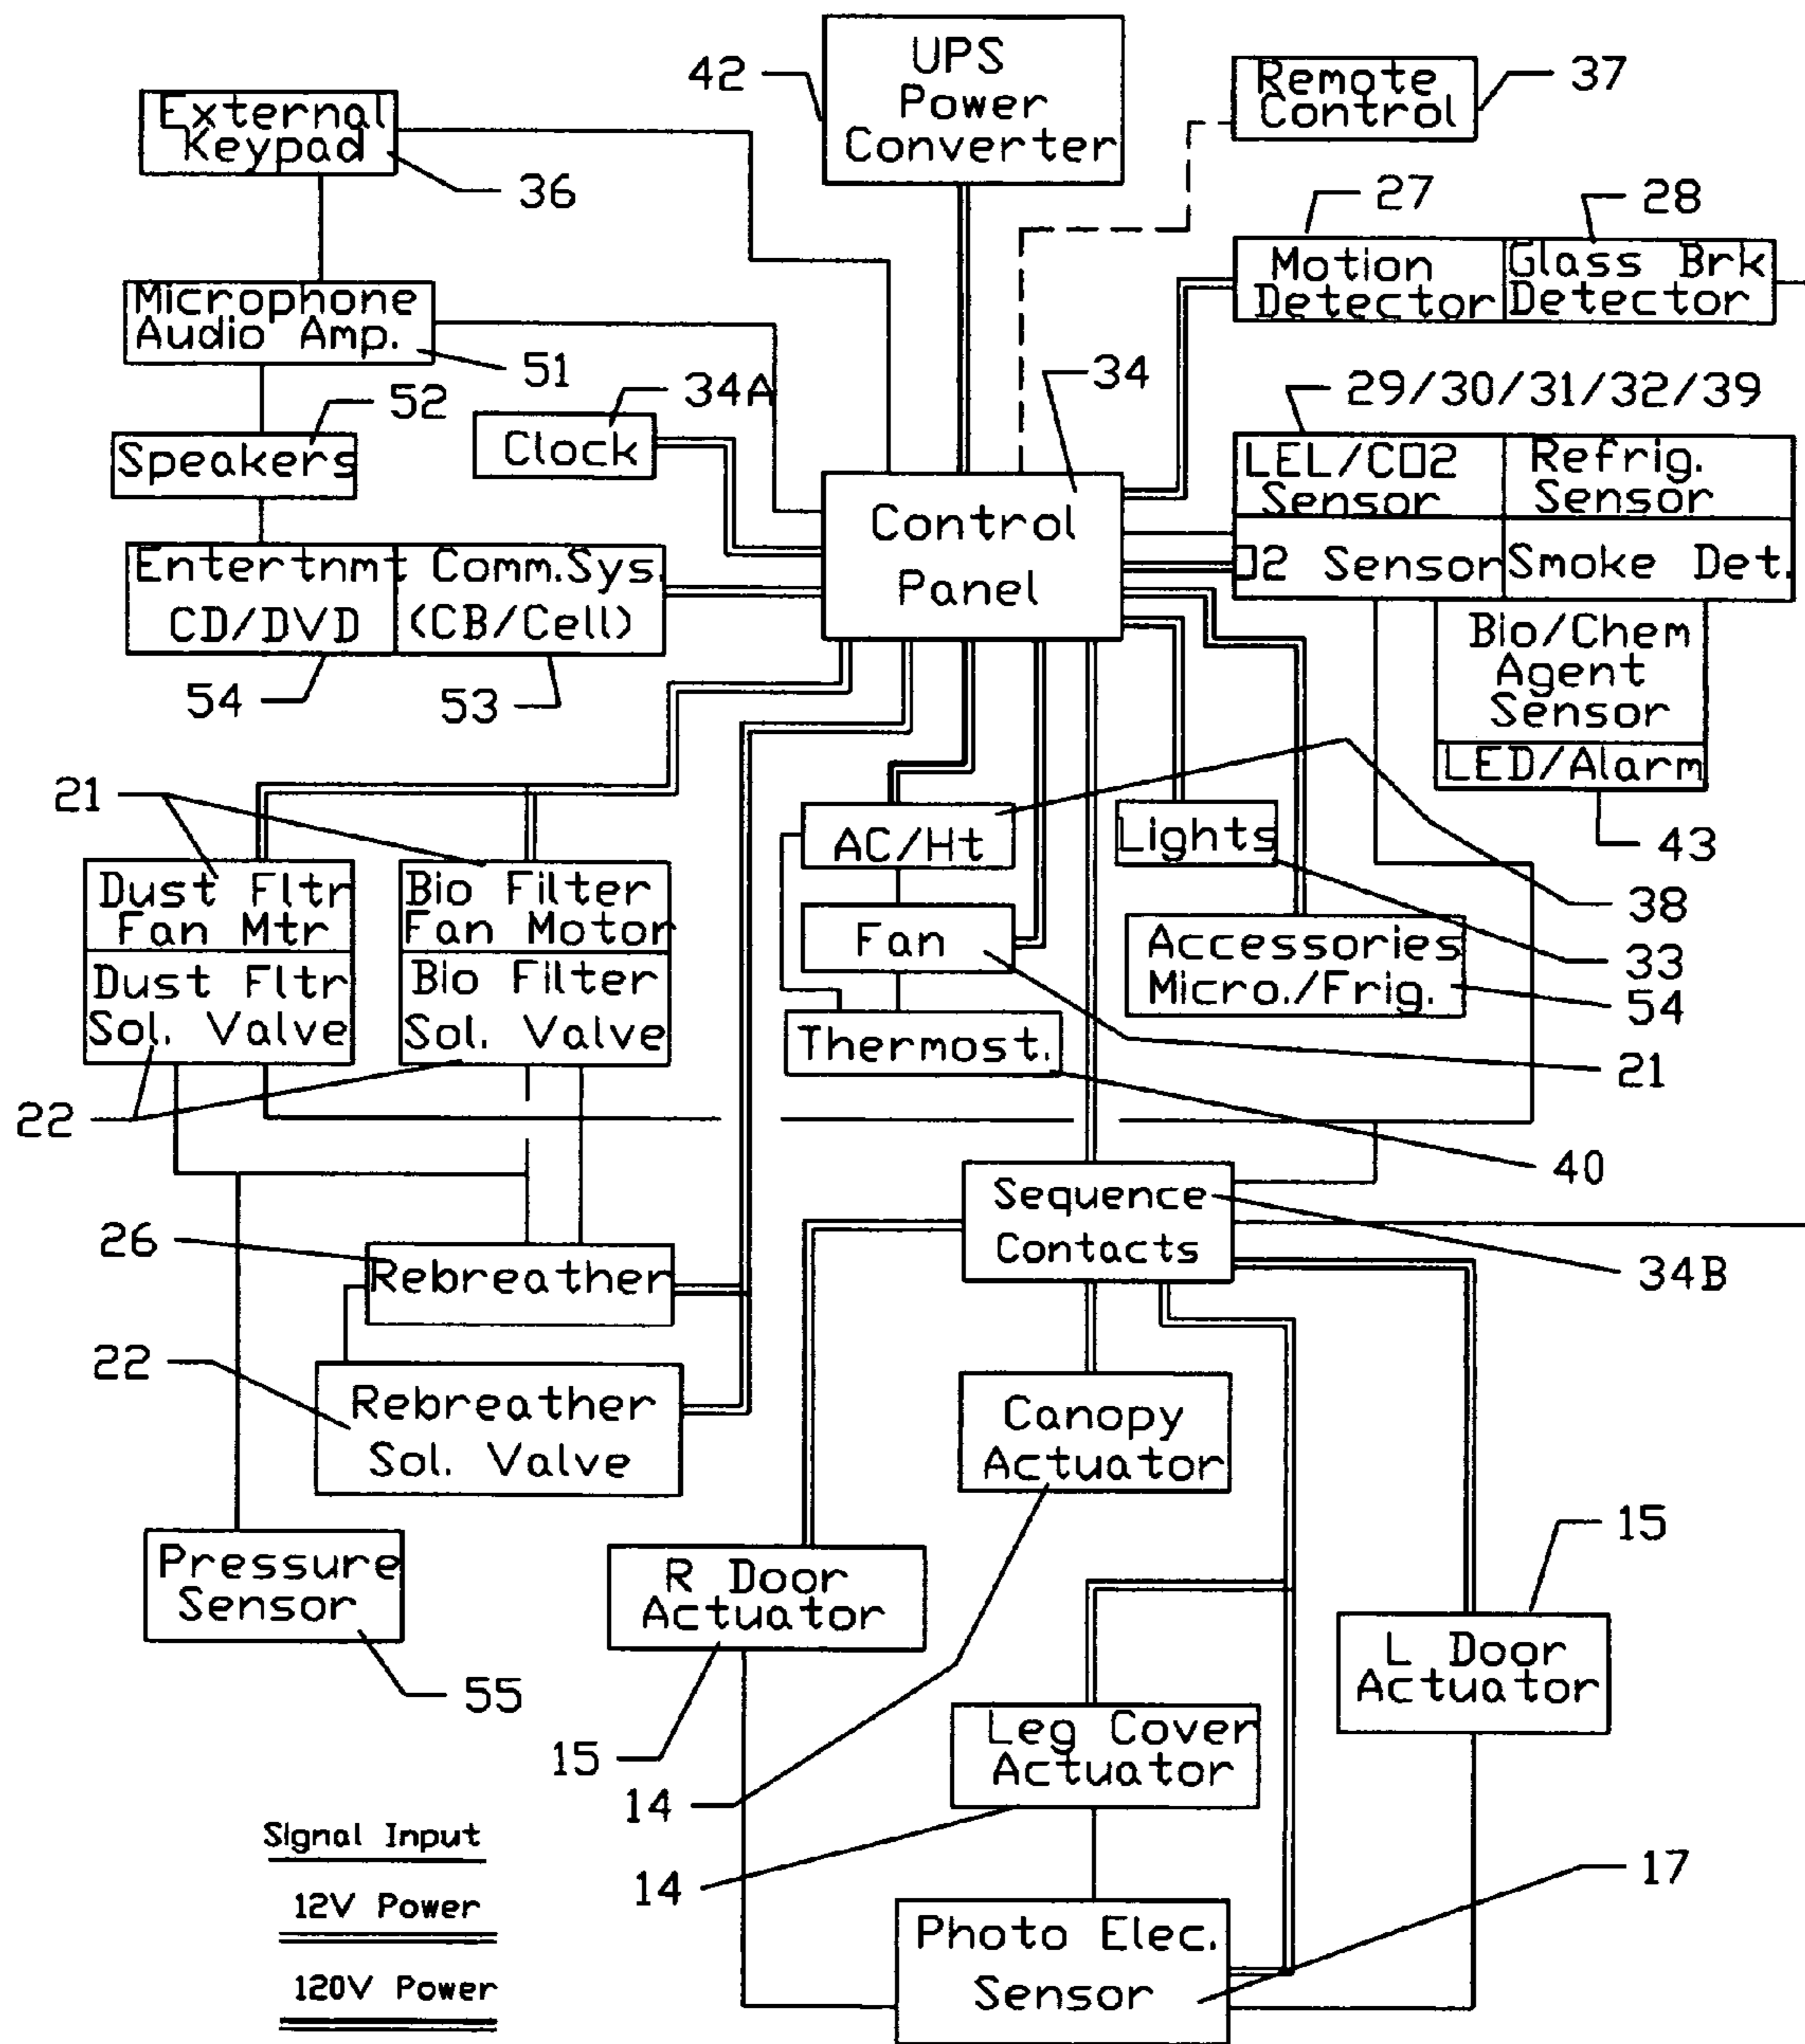 UPS
Power
Converter
42
Remote
Control
37
External
Keypad
36
27
28
Motion
Detector
Glass Brk
Detector
Microphone
Audio Amp.
51
34A
34
29/30/31/32/39
52
Speakers
Clock
Control
Panel
LEL/CO2
Sensor
Refrig.
Sensor
O2 Sensor
Smoke Det.
Entertnmt
CD/DVD
Comm.Sys.
(CB/Cell)
54
53
Bio/Chem
Agent
Sensor
LED/Alarm
43
21
AC/Ht
Lights
38
Dust Fltr
Fan Mtr
Dust Fltr
Sol. Valve
Bio Filter
Fan Motor
Bio Filter
Sol. Valve
Fan
Accessories
Micro./Frig.
33
54
Thermost.
21
22
40
Sequence
Contacts
34B
26
Rebreather
22
Rebreather
Sol. Valve
Canopy
Actuator
15
Pressure
Sensor
55
R Door
Actuator
15
L Door
Actuator
Leg Cover
Actuator
14
14
17
Photo Elec.
Sensor
Signal Input
12V Power
120V Power